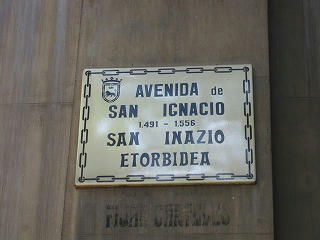 AVENIDA de
SAN IGNACIO
1.491 - 1.556
SAN INAZIO
ETORBIDEA